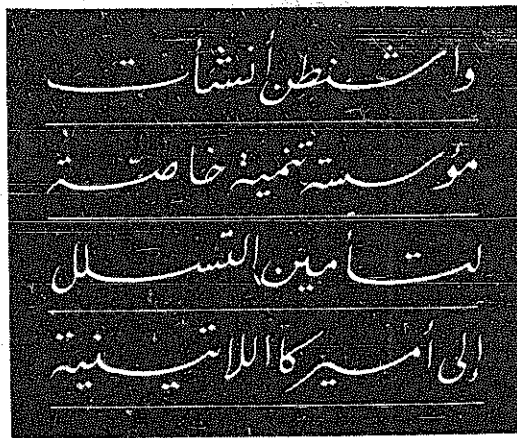 واشنطن أنشأت
مؤسسة تنمية خاصة
لتأمين التسلل
إلى أميركا اللاتينية